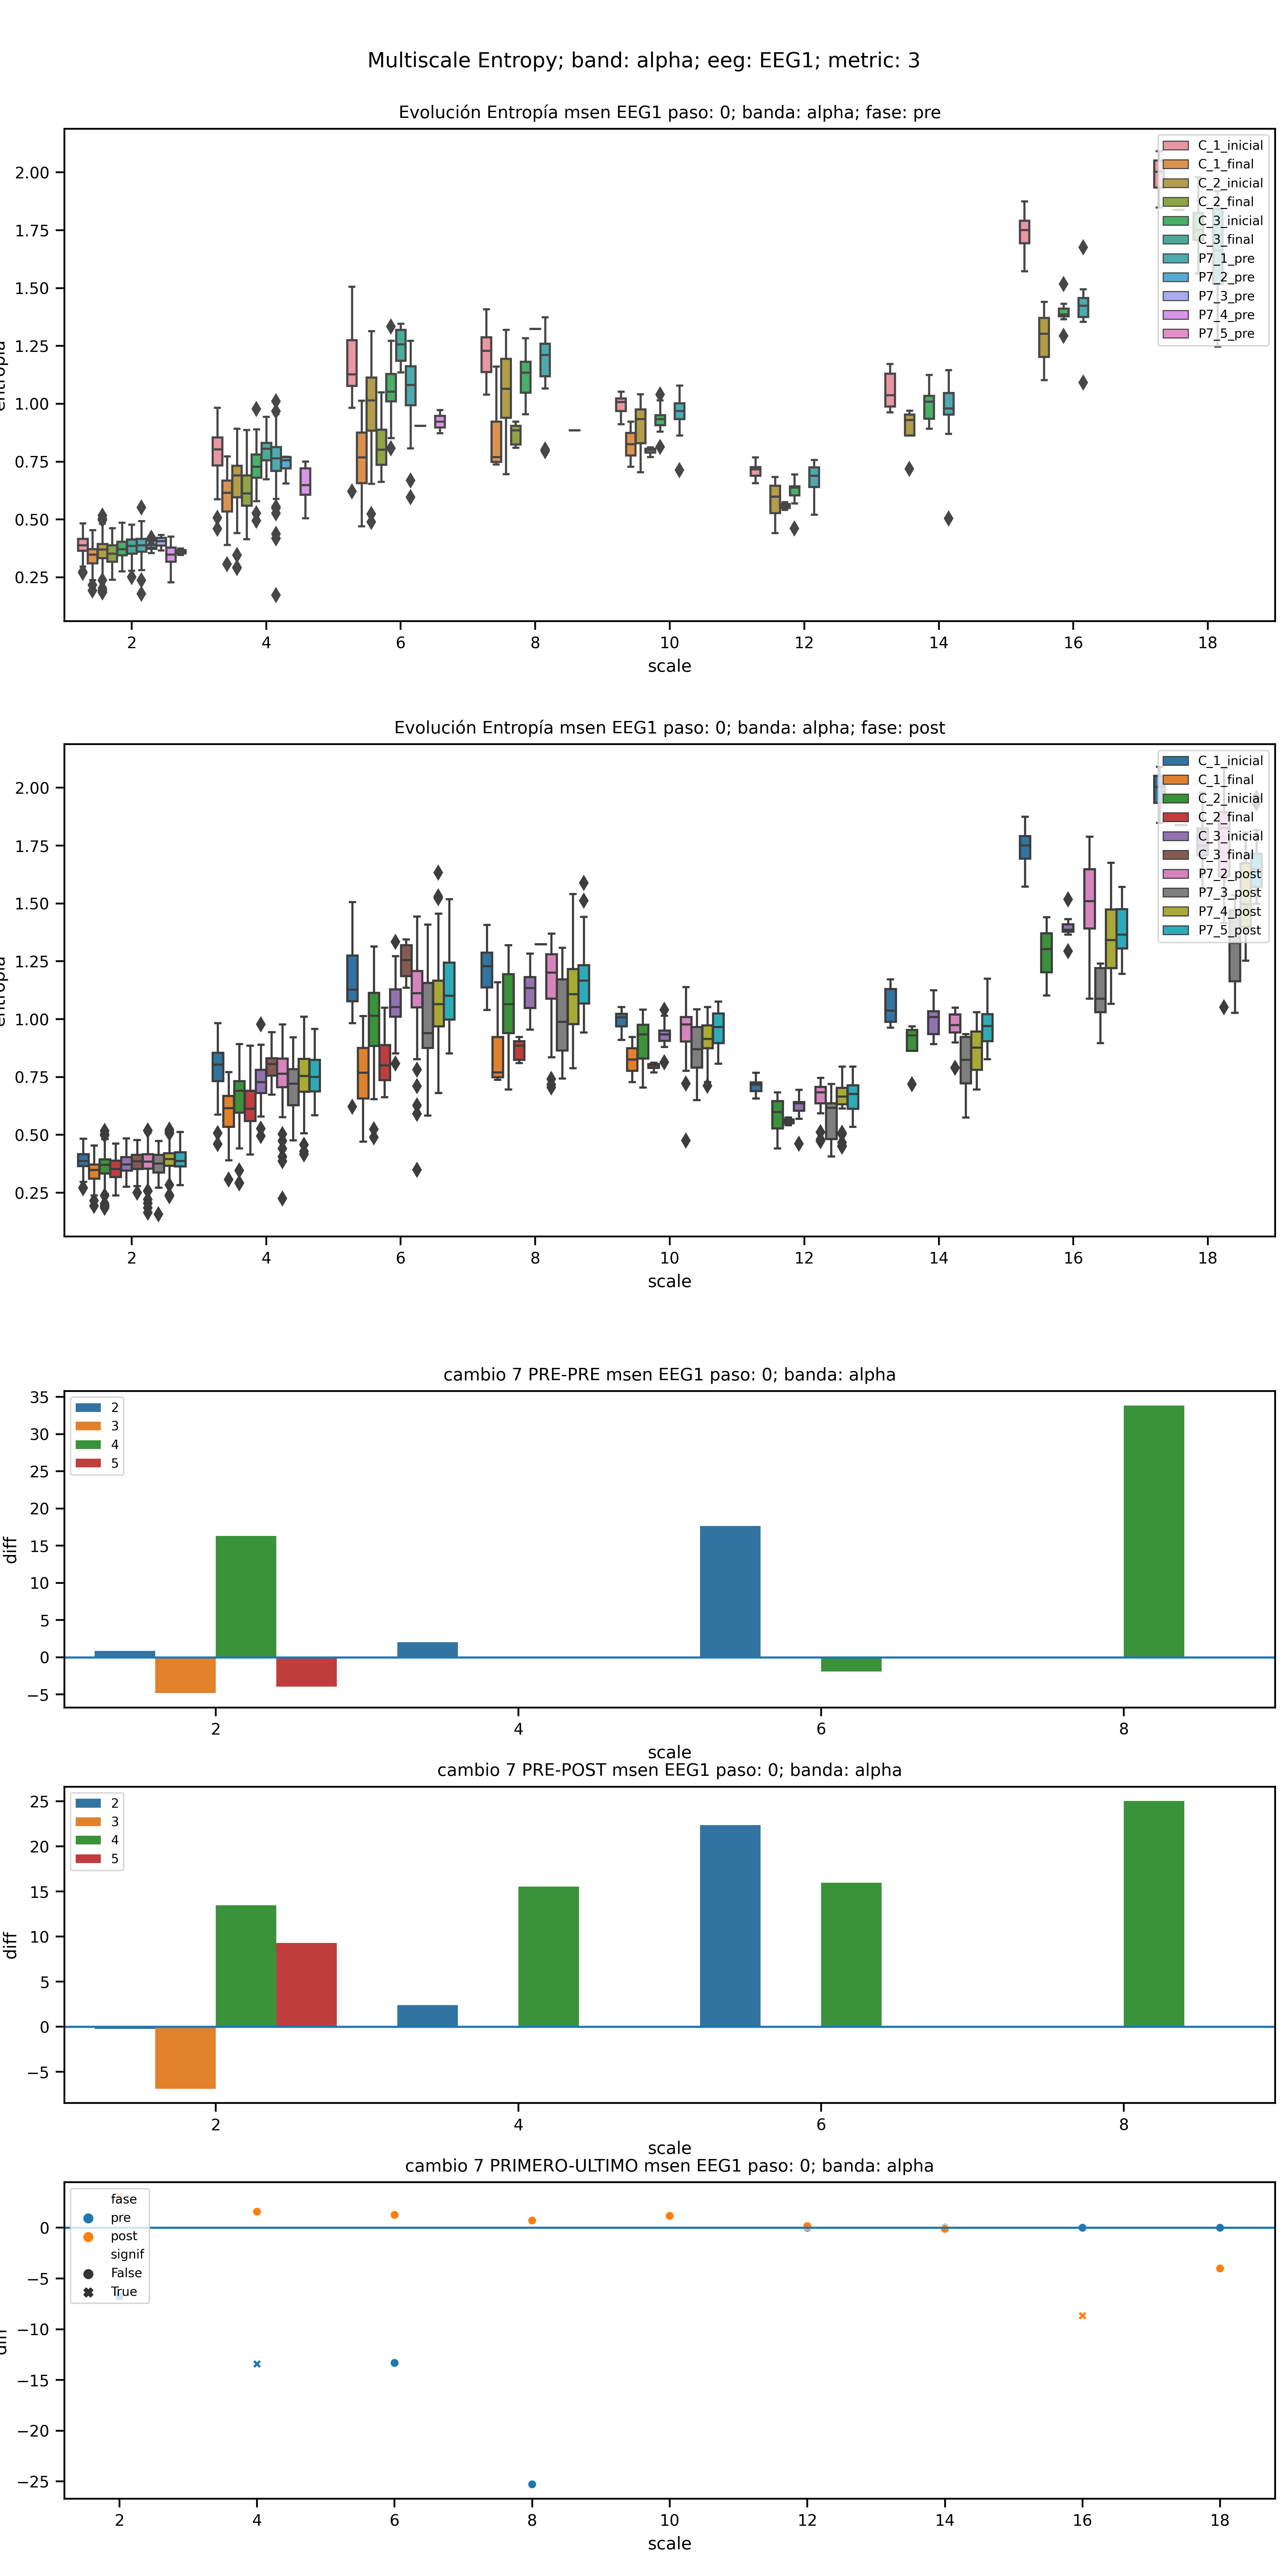 Multiscale Entropy; band: alpha; eeg: EEG1; metric: 3
Evolución Entropía msen EEG1 paso: 0; banda: alpha; fase: pre
2.00
1.75
1.50
1.25
1.00
0.75
0.50
0.25
C_1_inicial
C_1_final
C_2_inicial
C_2_final
C_3_inicial
C_3_final
P7_1_pre
P7_2_pre
P7_3_pre
P7_4_pre
P7_5_pre
2 4 6 8 10 12 14 16 18
scale
Evolución Entropía msen EEG1 paso: 0; banda: alpha; fase: post
2.00
1.75
1.50
1.25
1.00
0.75
0.50
0.25
C_1_inicial
C_1_final
C_2_inicial
C_2_final
C_3_inicial
C_3_final
P7_2_post
P7_3_post
P7_4_post
P7_5_post
2 4 6 8 10 12 14 16 18
scale
cambio 7 PRE-PRE msen EEG1 paso: 0; banda: alpha
35
30
25
20
15
10
5
0
−5
diff
2
3
4
5
2 4 6 8
scale
cambio 7 PRE-POST msen EEG1 paso: 0; banda: alpha
25
20
15
10
5
0
−5
diff
2
3
4
5
2 4 6 8
scale
cambio 7 PRIMERO-ULTIMO msen EEG1 paso: 0; banda: alpha
0
−5
−10
−15
−20
−25
fase
pre
post
signif
False
True
2 4 6 8 10 12 14 16 18
scale